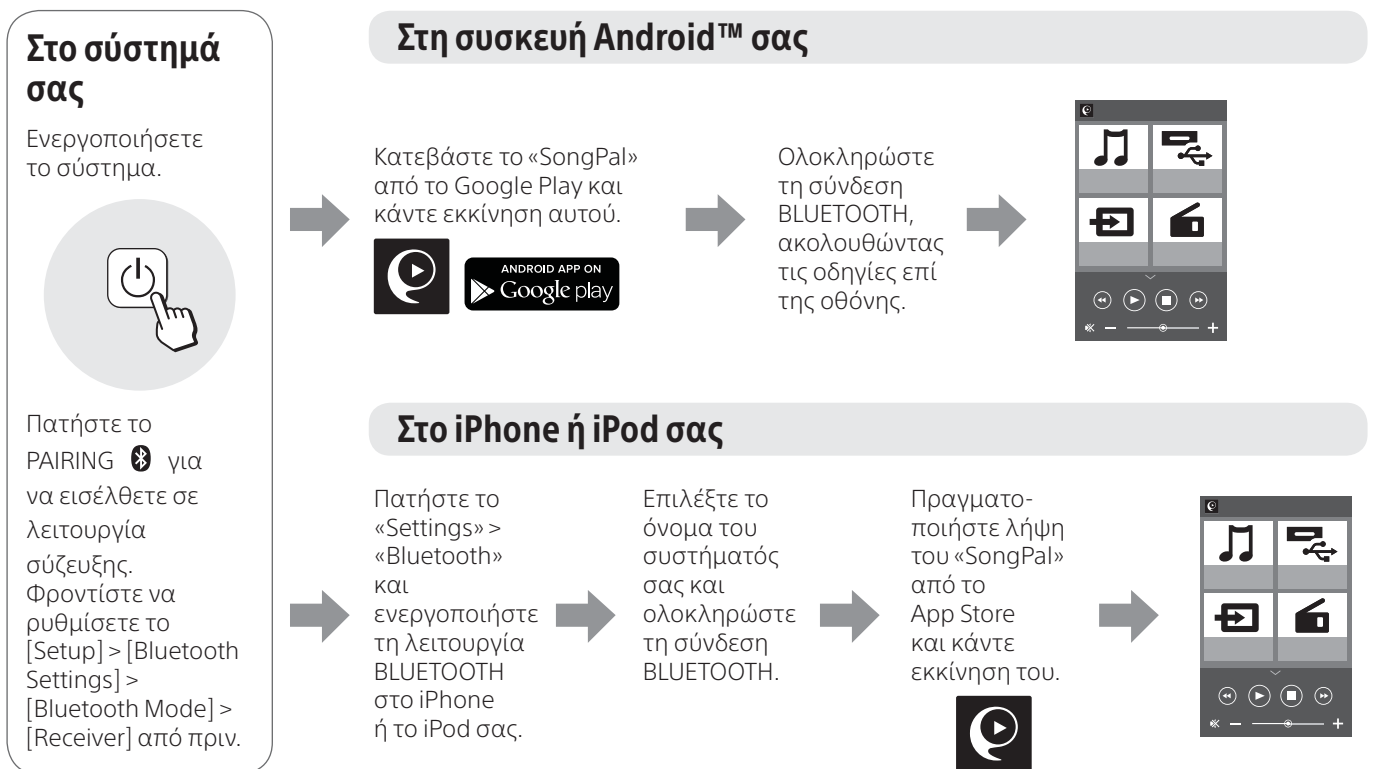 Στο σύστημά
σας
Ενεργοποιήσετε
το σύστημα.
Πατήστε το
PAIRING για
να εισέλθετε σε
λειτουργία
σύζευξης.
Φροντίστε να
ρυθμίσετε το
[Setup] > [Bluetooth
Settings] >
[Bluetooth Mode] >
[Receiver] από πριν.
Στη συσκευή Android™ σας
Κατεβάστε το «SongPal»
από το Google Play και
κάντε εκκίνηση αυτού.
ANDROID APP ON
Google play
Ολοκληρώστε
τη σύνδεση
BLUETOOTH,
ακολουθώντας
τις οδηγίες επί
της οθόνης.
Στο iPhone ή iPod σας
Πατήστε το
«Settings» >
«Bluetooth»
και
ενεργοποιήστε
τη λειτουργία
BLUETOOTH
στο iPhone
ή το iPod σας.
Επιλέξτε το
όνομα του
συστήματός
σας και
ολοκληρώστε
τη σύνδεση
BLUETOOTH.
Πραγματο-
ποιήστε λήψη
του «SongPal»
από το
App Store
και κάντε
εκκίνηση του.